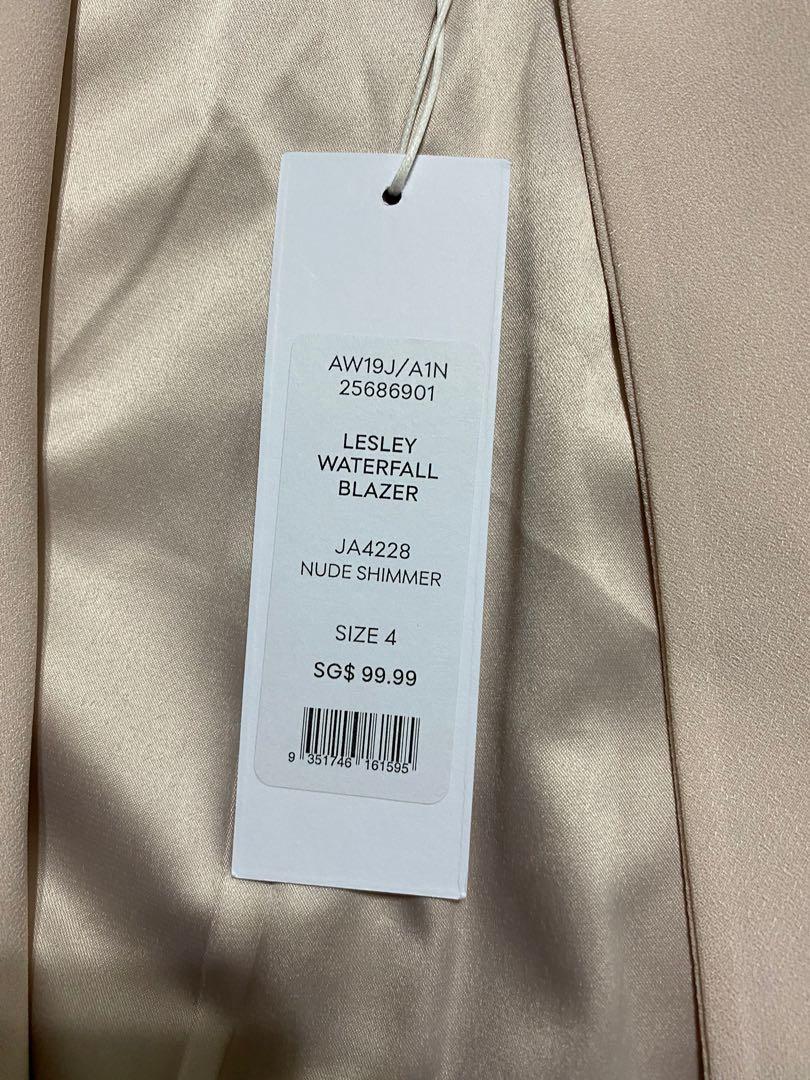 AW19J/A1N
25686901
LESLEY
WATERFALL
BLAZER
JA4228
NUDE SHIMMER
SIZE 4
SG$ 99.99
9 351746 161595